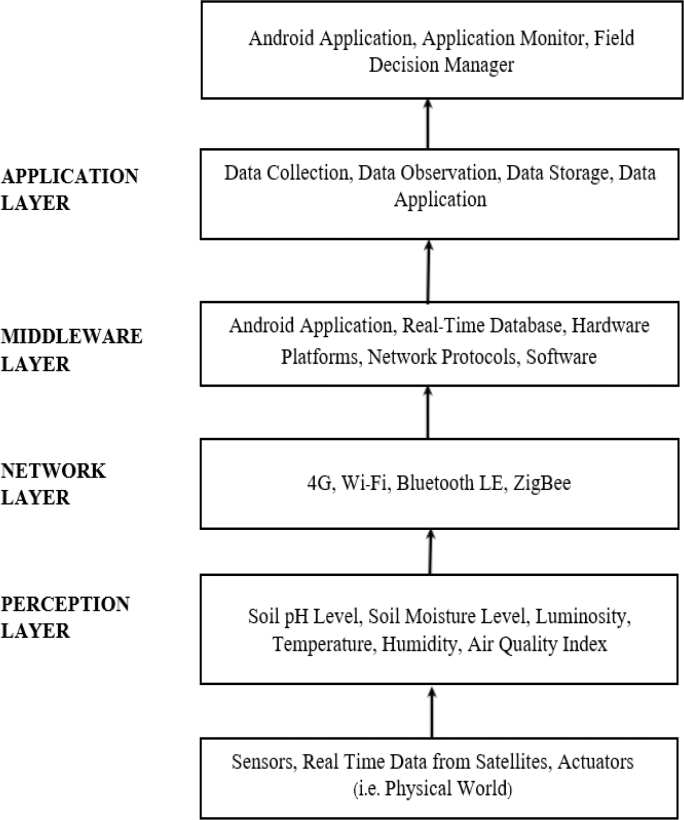 Android Application, Application Monitor, Field
Decision Manager
APPLICATION
LAYER
Data Collection, Data Observation, Data Storage, Data
Application
MIDDLEWARE
LAYER
Android Application, Real-Time Database, Hardware
Platforms, Network Protocols, Software
NETWORK
LAYER
4G, Wi-Fi, Bluetooth LE, ZigBee
PERCEPTION
LAYER
Soil pH Level, Soil Moisture Level, Luminosity,
Temperature, Humidity, Air Quality Index
Sensors, Real Time Data from Satellites, Actuators
(i.e. Physical World)